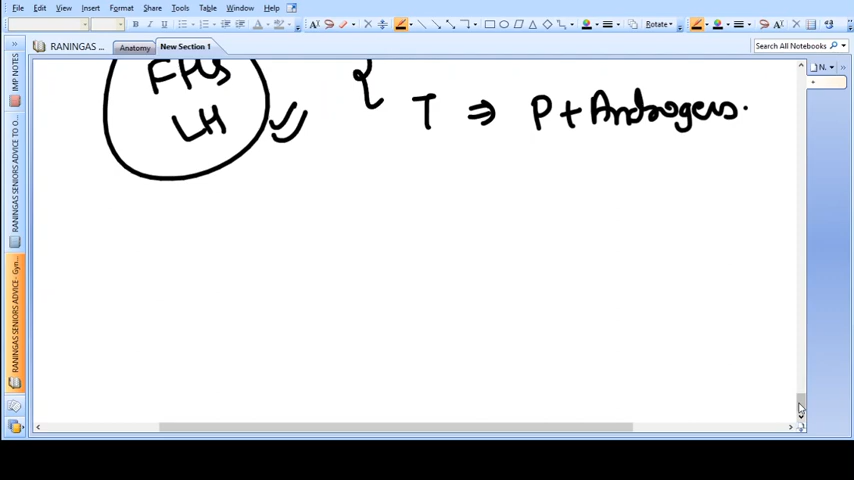 File Edit View Insert Format Share Tools Table Window Help
Rotate
RANINGAS ... Anatomy New Section 1 Search All Notebooks
N.
IMP NOTES
RANINGAS SENIORS ADVICE TO O
RANINGAS SENIORS ADVICE- Gyn
FHS
LH
T ⇒ P + Androgens.